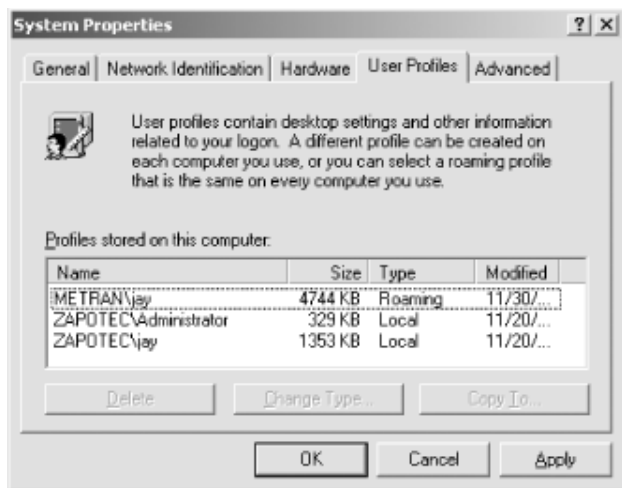 System Properties
General Network Identification Hardware User Profiles Advanced
User profiles contain desktop settings and other information
related to your logon. A different profile can be created on
each computer you use, or you can select a roaming profile
that is the same on every computer you use.
Profiles stored on this computer:
Name Size Type Modified
METRAN\jay 4744 KB Roaming 11/30/...
ZAPOTEC\Administrator 329 KB Local 11/20/...
ZAPOTEC\jay 1353 KB Local 11/20/...
Delete Change Type... Copy To...
OK Cancel Apply